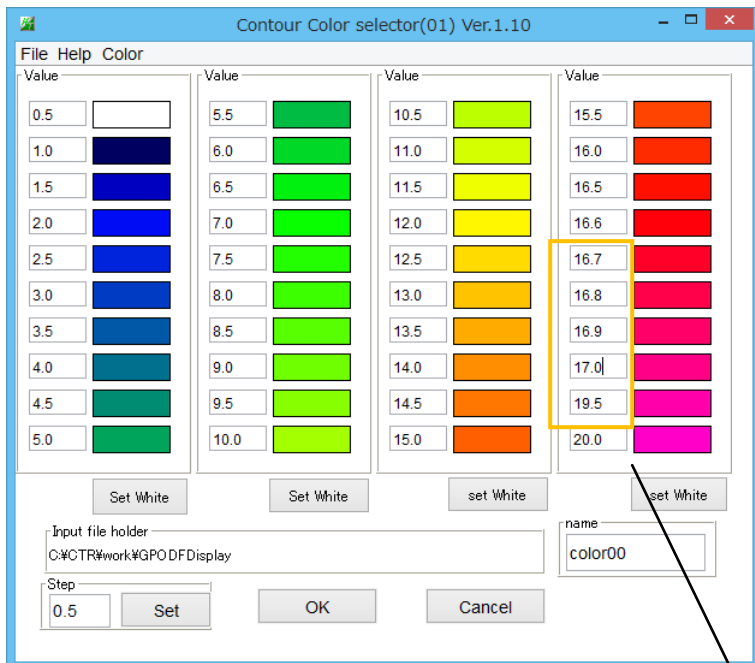 Contour Color selector(01) Ver.1.10
File Help Color
Value Value Value Value
0.5 5.5 10.5 15.5
1.0 6.0 11.0 16.0
1.5 6.5 11.5 16.5
2.0 7.0 12.0 16.6
2.5 7.5 12.5 16.7
3.0 8.0 13.0 16.8
3.5 8.5 13.5 16.9
4.0 9.0 14.0 17.0
4.5 9.5 14.5 19.5
5.0 10.0 15.0 20.0
Set White Set White set White set White
Input file holder name
C:¥CTR¥work¥GPODFDisplay color00
Step
0.5 Set OK Cancel